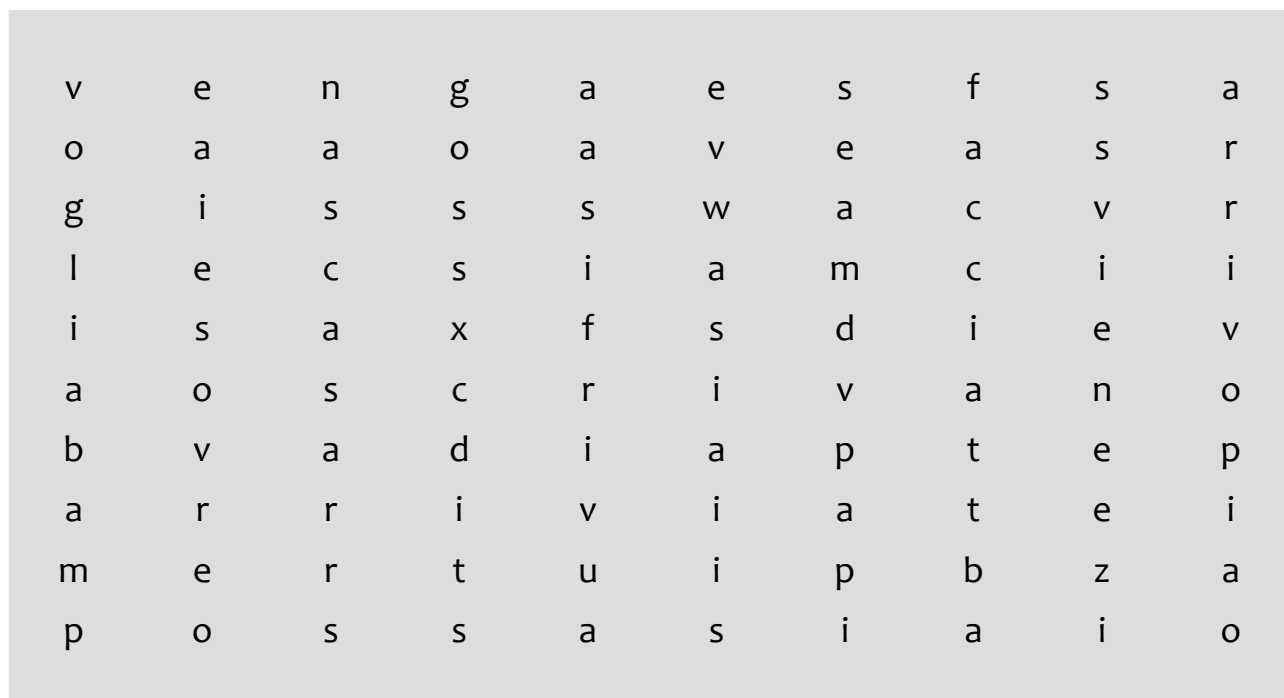 v e n g a e s f s a
o a a o a v e a s r
g i s s s w a c v r
l e c s i a m c i i
i s a x f s d i e v
a o s c r i v a n o
b v a d i a p t e p
a r r i v i a t e i
m e r t u i p b z a
p o s s a s i a i o